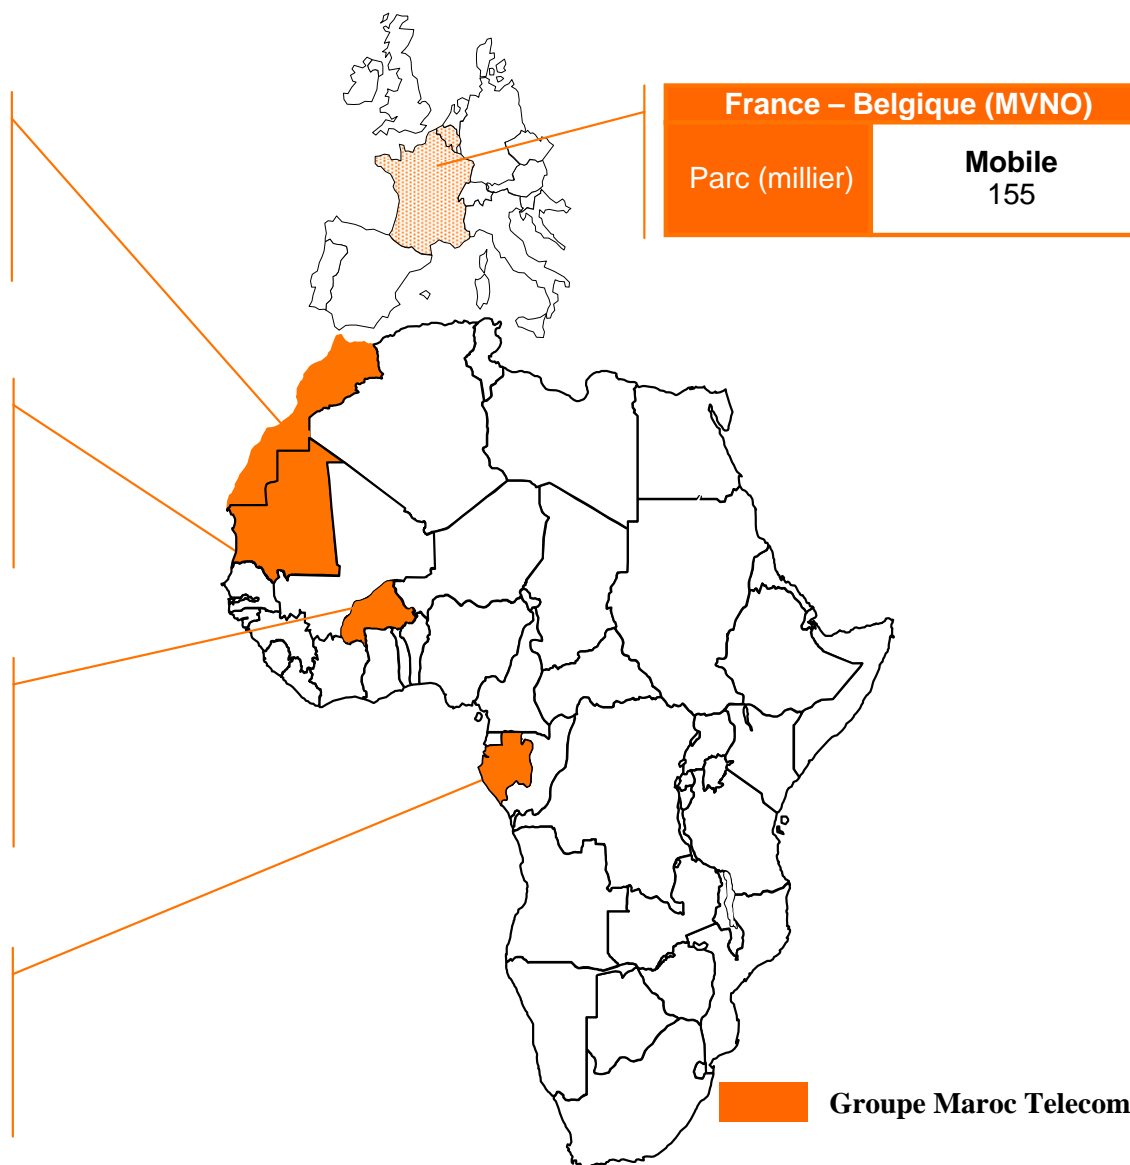 France – Belgique (MVNO)
Parc (millier)
Mobile
155
Groupe Maroc Telecom